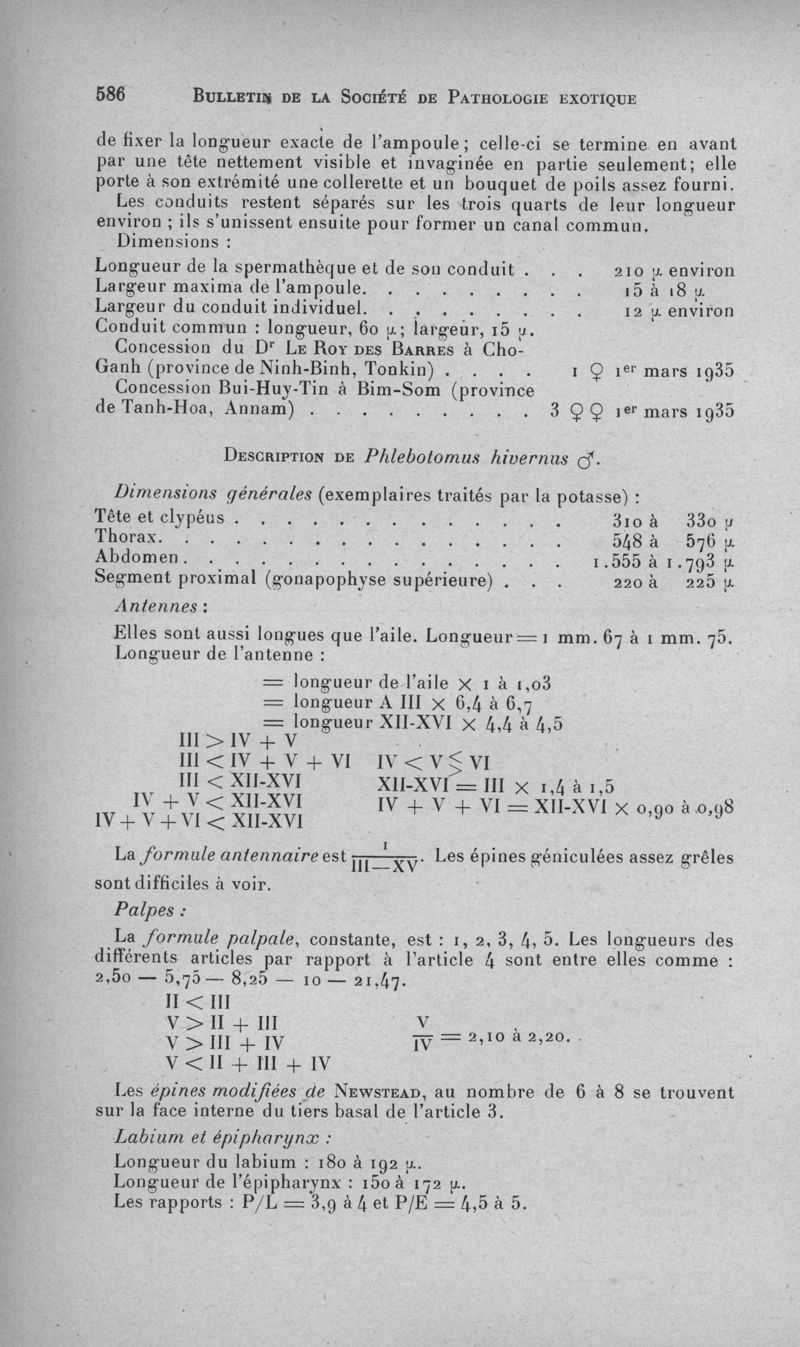 586 BULLETIN DE LA SOCIÉTÉ DE PATHOLOGIE EXOTIQUE
de fixer la longueur exacte de l'ampoule; celle-ci se termine en avant
par une tête nettement visible et invaginée en partie seulement; elle
porte à son extrémité une collerette et un bouquet de poils assez fourni.
Les conduits restent séparés sur les trois quarts de leur longueur
environ ; ils s'unissent ensuite pour former un canal commun.
Dimensions :
Longueur de la spermathèque et de son conduit . . . 210 µ environ
Largeur maxima de l'ampoule. . . . . . . . . 15 à 18 µ
Largeur du conduit individuel. . . . . . . . . 12 µ environ
Conduit commun : longueur, 60 µ; largeur, 15 µ.
Concession du Dr LE ROY DES BARRES à Cho-
Ganh (province de Ninh-Binh, Tonkin) . . . . 1 ♀ 1er mars 1935
Concession Bui-Huy-Tin à Bim-Som (province
de Tanh-Hoa, Annam) . . . . . . . . . 3 ♀♀ 1er mars 1935
DESCRIPTION DE Phlebotomus hivernus ♂.
Dimensions générales (exemplaires traités par la potasse) :
Tête et clypéus . . . . . . . . . . . . . 310 à 330 µ
Thorax. . . . . . . . . . . . . . . . 548 à 576 µ
Abdomen . . . . . . . . . . . . . . . 1.555 à 1.793 µ
Segment proximal (gonapophyse supérieure) . . . 220 à 225 µ
Antennes :
Elles sont aussi longues que l'aile. Longueur = 1 mm. 67 à 1 mm. 75.
Longueur de l'antenne :
= longueur de l'aile × 1 à 1,03
= longueur A III × 6,4 à 6,7
= longueur XII-XVI × 4,4 à 4,5
III > IV + V
III < IV + V + VI IV < V ≦ VI
III < XII-XVI XII-XVI = III × 1,4 à 1,5
IV + V < XII-XVI IV + V + VI = XII-XVI × 0,90 à 0,98
IV + V + VI < XII-XVI
La formule antennaire est 1/III—XV. Les épines géniculées assez grêles
sont difficiles à voir.
Palpes :
La formule palpale, constante, est : 1, 2, 3, 4, 5. Les longueurs des
différents articles par rapport à l'article 4 sont entre elles comme :
2,50 — 5,75 — 8,25 — 10 — 21,47.
II < III
V > II + III
V > III + IV V/IV = 2,10 à 2,20.
V < II + III + IV
Les épines modifiées de NEWSTEAD, au nombre de 6 à 8 se trouvent
sur la face interne du tiers basal de l'article 3.
Labium et épipharynx :
Longueur du labium : 180 à 192 µ.
Longueur de l'épipharynx : 150 à 172 µ.
Les rapports : P/L = 3,9 à 4 et P/E = 4,5 à 5.